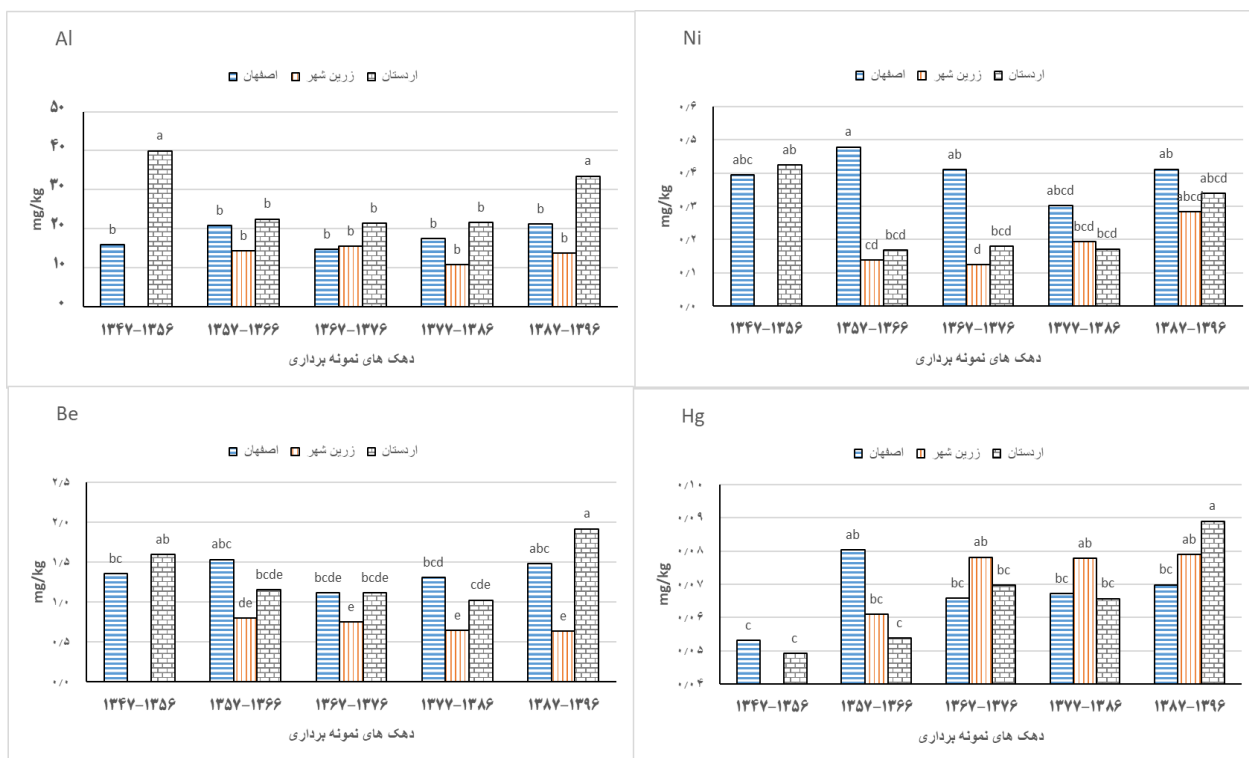 Al
اصفهان زرین شهر اردستان
a
a
b b b b b b b
b b b b
۵۰
۴۰
۳۰
۲۰
۱۰
۰
mg/kg
۱۳۴۷-۱۳۵۶ ۱۳۵۷-۱۳۶۶ ۱۳۶۷-۱۳۷۶ ۱۳۷۷-۱۳۸۶ ۱۳۸۷-۱۳۹۶
دهک های نمونه برداری
Ni
اصفهان زرین شهر اردستان
abc ab a cd bcd ab d bcd abcd bcd bcd ab abcd abcd
۰٫۶
۰٫۵
۰٫۴
۰٫۳
۰٫۲
۰٫۱
۰٫۰
mg/kg
۱۳۴۷-۱۳۵۶ ۱۳۵۷-۱۳۶۶ ۱۳۶۷-۱۳۷۶ ۱۳۷۷-۱۳۸۶ ۱۳۸۷-۱۳۹۶
دهک های نمونه برداری
Be
اصفهان زرین شهر اردستان
bc ab abc de bcde bcde e bcde bcd e cde abc e a
۲٫۵
۲٫۰
۱٫۵
۱٫۰
۰٫۵
۰٫۰
mg/kg
۱۳۴۷-۱۳۵۶ ۱۳۵۷-۱۳۶۶ ۱۳۶۷-۱۳۷۶ ۱۳۷۷-۱۳۸۶ ۱۳۸۷-۱۳۹۶
دهک های نمونه برداری
Hg
اصفهان زرین شهر اردستان
c c ab bc c bc ab bc bc ab bc bc ab a
۰٫۱۰
۰٫۰۹
۰٫۰۸
۰٫۰۷
۰٫۰۶
۰٫۰۵
۰٫۰۴
mg/kg
۱۳۴۷-۱۳۵۶ ۱۳۵۷-۱۳۶۶ ۱۳۶۷-۱۳۷۶ ۱۳۷۷-۱۳۸۶ ۱۳۸۷-۱۳۹۶
دهک های نمونه برداری